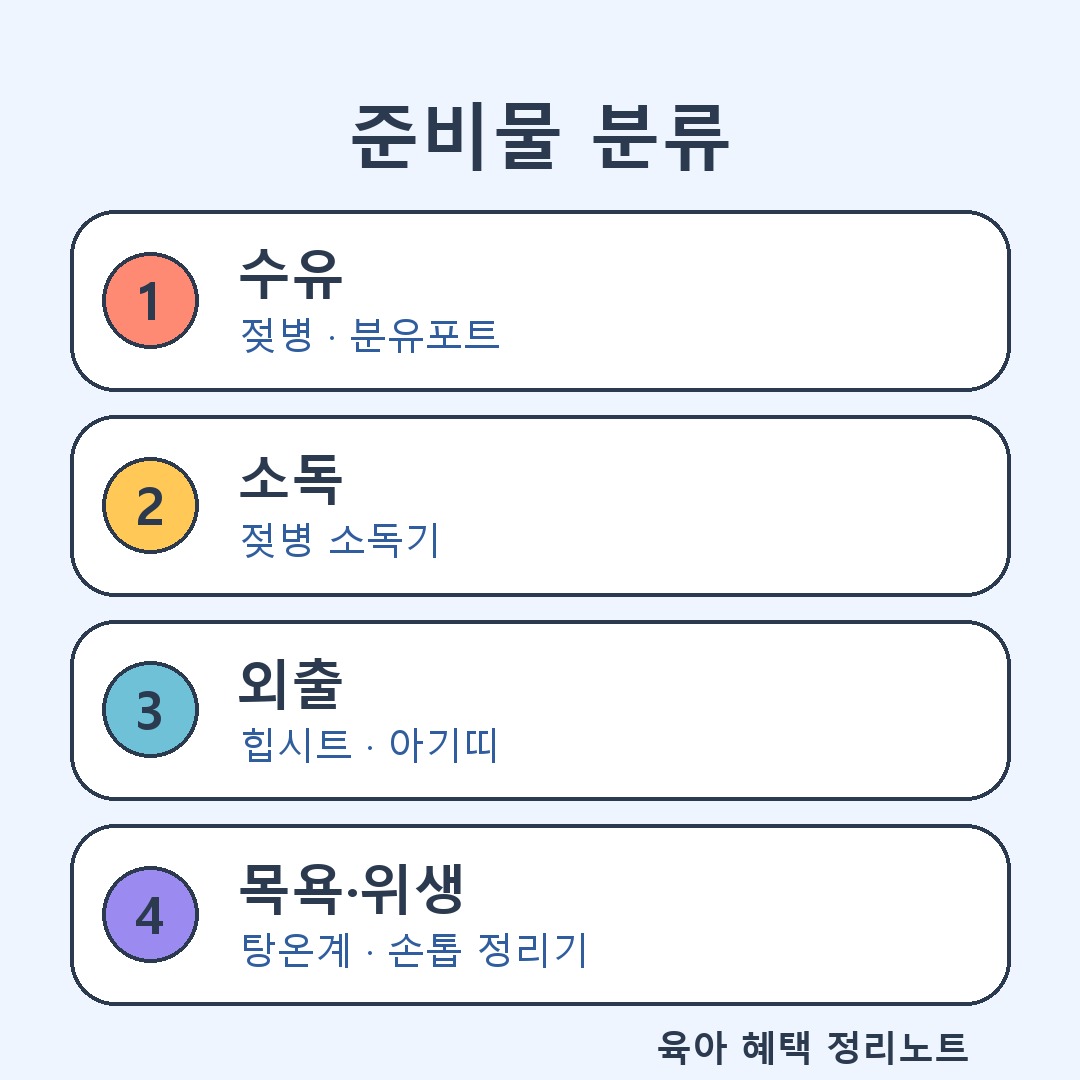 준비물 분류
1
수유
젖병 · 분유포트
2
소독
젖병 소독기
3
외출
힙시트 · 아기띠
4
목욕·위생
탕온계 · 손톱 정리기
육아 혜택 정리노트